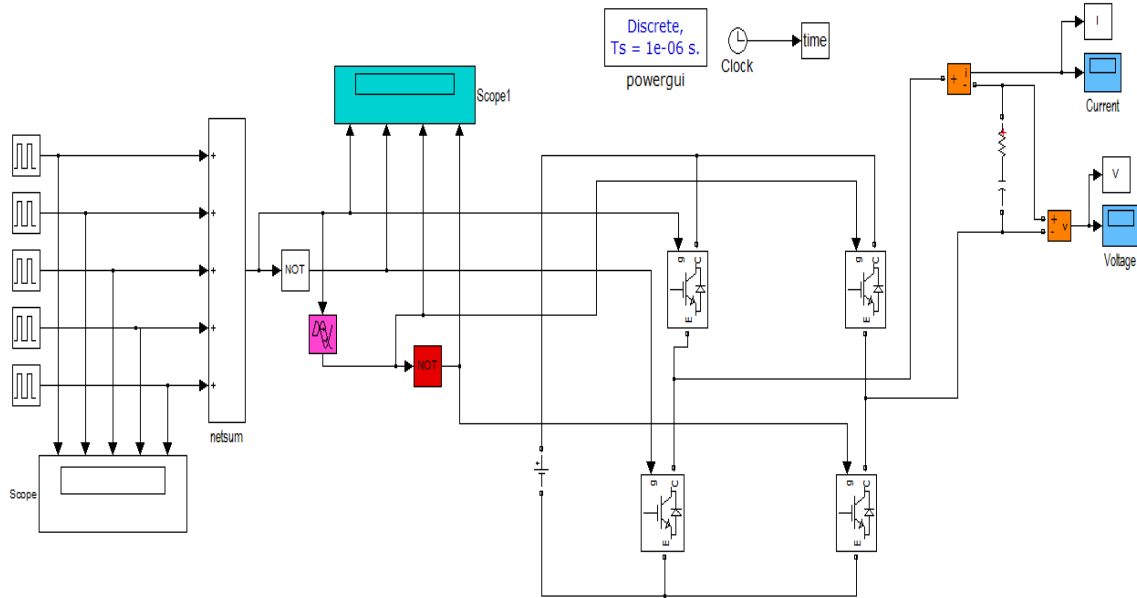 Discrete,
Ts = 1e-06 s.
powergui
Clock
time
I
Current
Scope1
+
+
+
+
+
netsum
NOT
NOT
Scope
g
C
E
g
C
E
g
C
E
g
C
E
+
+
i
-
V
Voltage
+
-
v